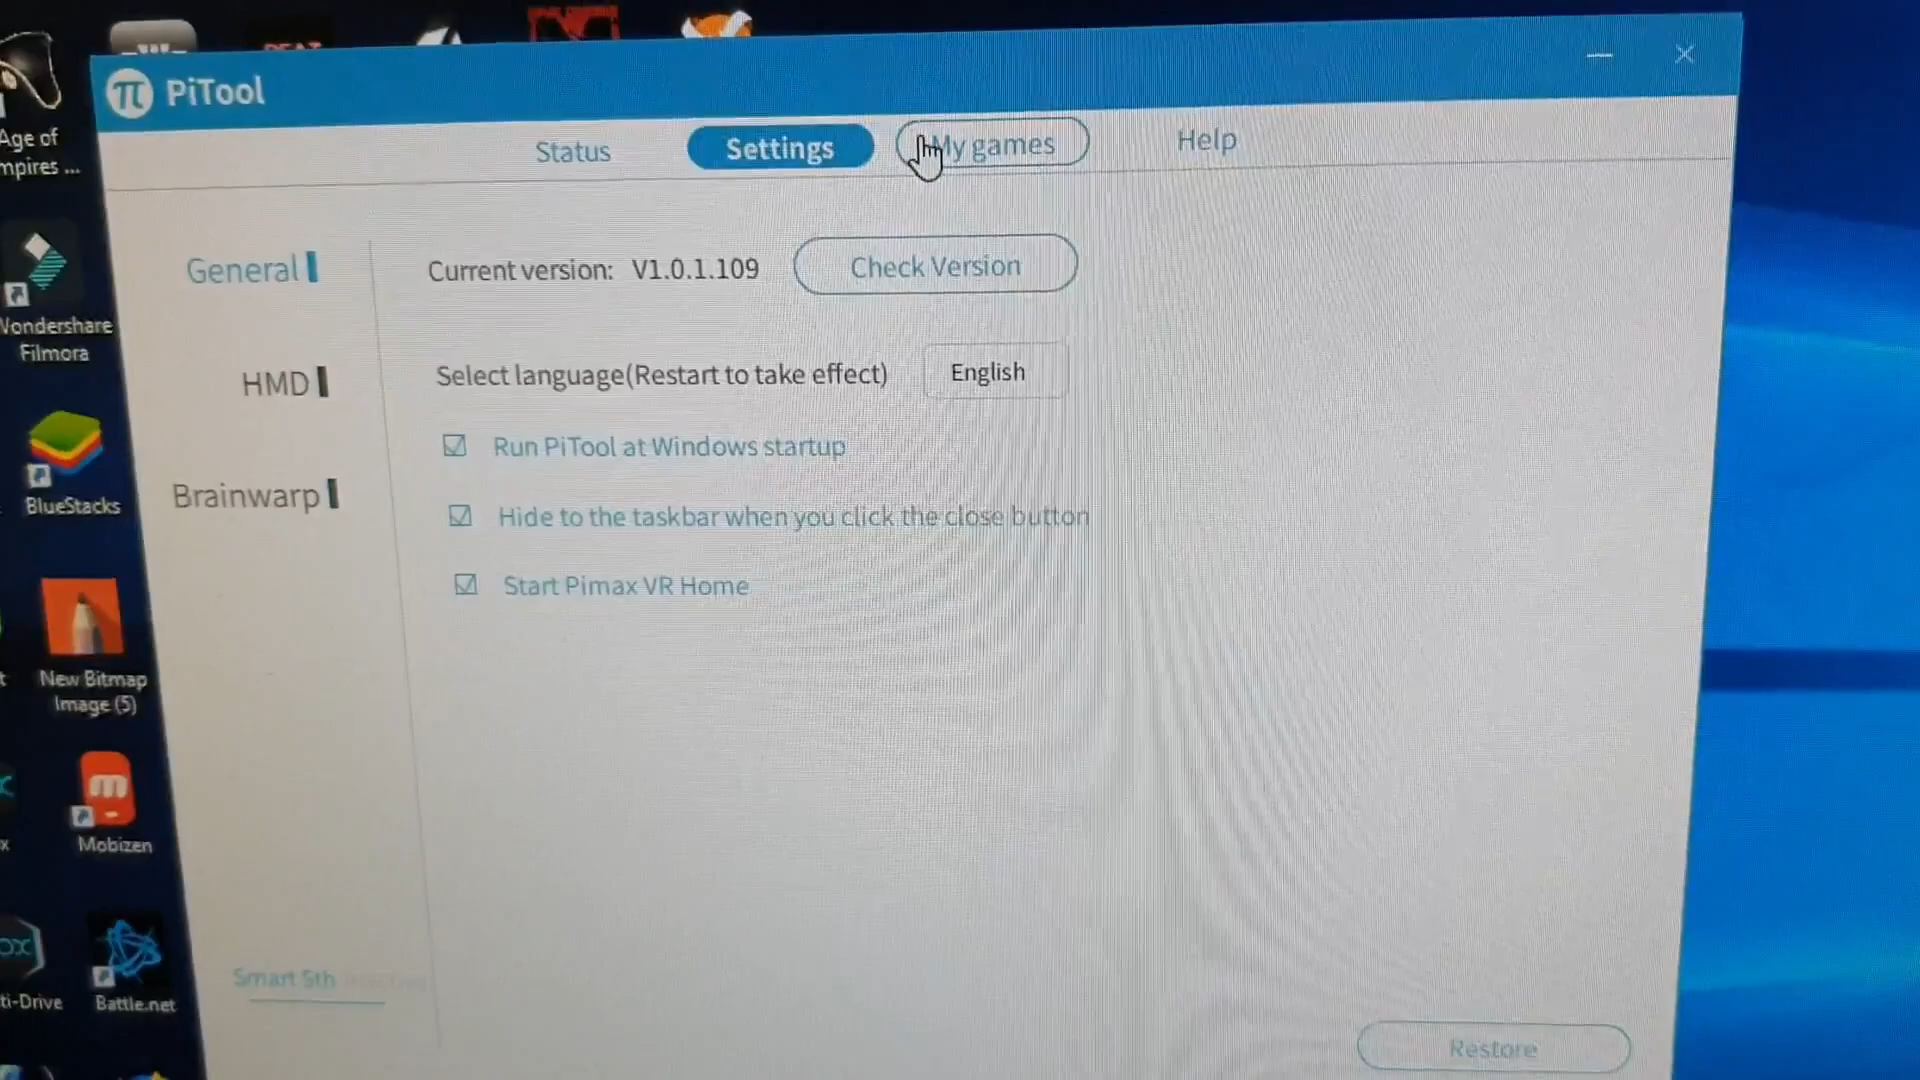 PiTool
Status
Settings
My games
Help
General
Current version: V1.0.1.109
Check Version
HMD
Select language(Restart to take effect)
English
Brainwarp
Run PiTool at Windows startup
Hide to the taskbar when you click the close button
Start Pimax VR Home
Restore
Age of
mpires ...
Wondershare
Filmora
BlueStacks
New Bitmap
Image (5)
Mobizen
ti-Drive
Battle.net
Smart 5th